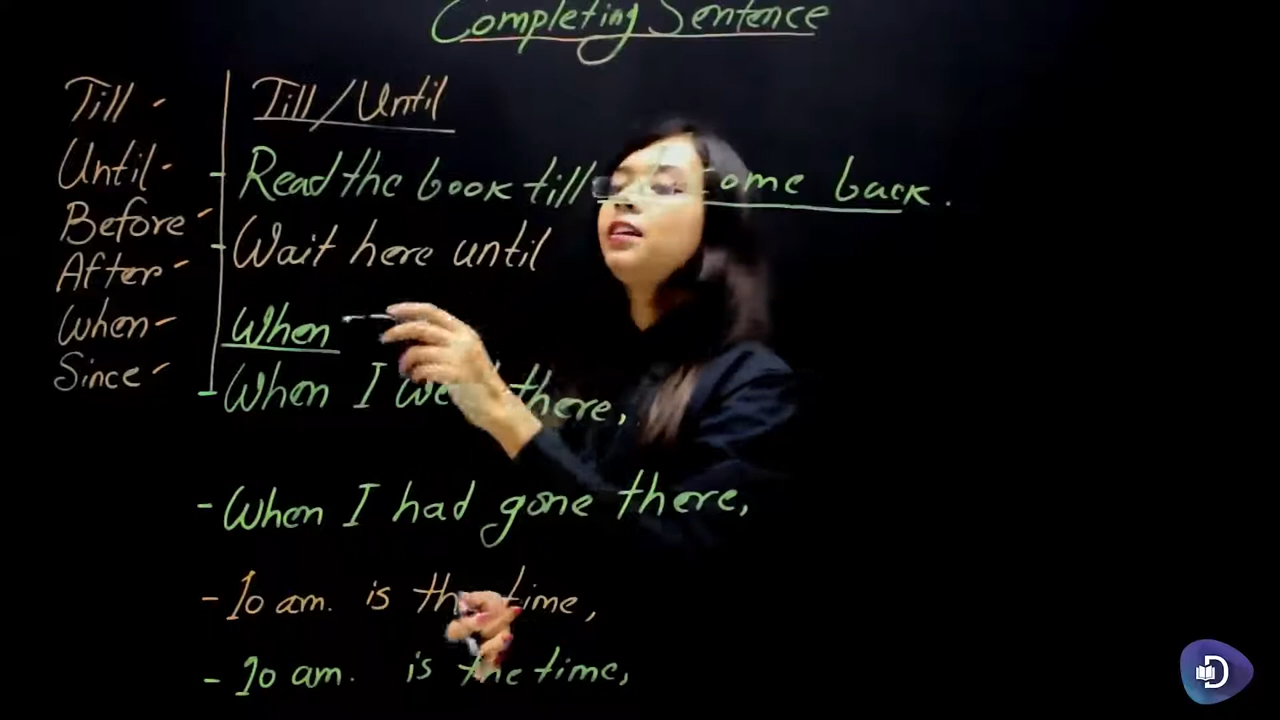 Completing Sentence
Till -
Until -
Before -
After -
When -
Since -
Till/Until
- Read the book till come back.
- Wait here until
When
- When I there,
- When I had gone there,
- 10 am. is the time,
- 10 am. is the time,